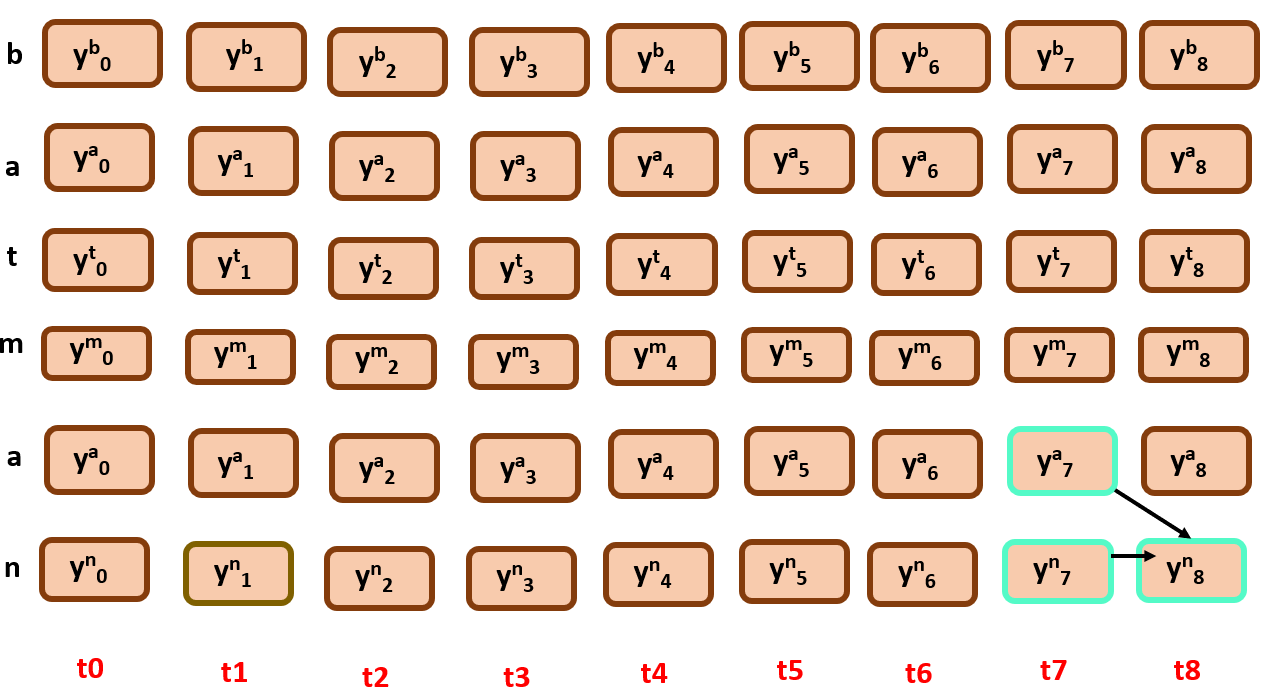 b y^b_0 y^b_1 y^b_2 y^b_3 y^b_4 y^b_5 y^b_6 y^b_7 y^b_8
a y^a_0 y^a_1 y^a_2 y^a_3 y^a_4 y^a_5 y^a_6 y^a_7 y^a_8
t y^t_0 y^t_1 y^t_2 y^t_3 y^t_4 y^t_5 y^t_6 y^t_7 y^t_8
m y^m_0 y^m_1 y^m_2 y^m_3 y^m_4 y^m_5 y^m_6 y^m_7 y^m_8
a y^a_0 y^a_1 y^a_2 y^a_3 y^a_4 y^a_5 y^a_6 y^a_7 y^a_8
n y^n_0 y^n_1 y^n_2 y^n_3 y^n_4 y^n_5 y^n_6 y^n_7 y^n_8
t0 t1 t2 t3 t4 t5 t6 t7 t8